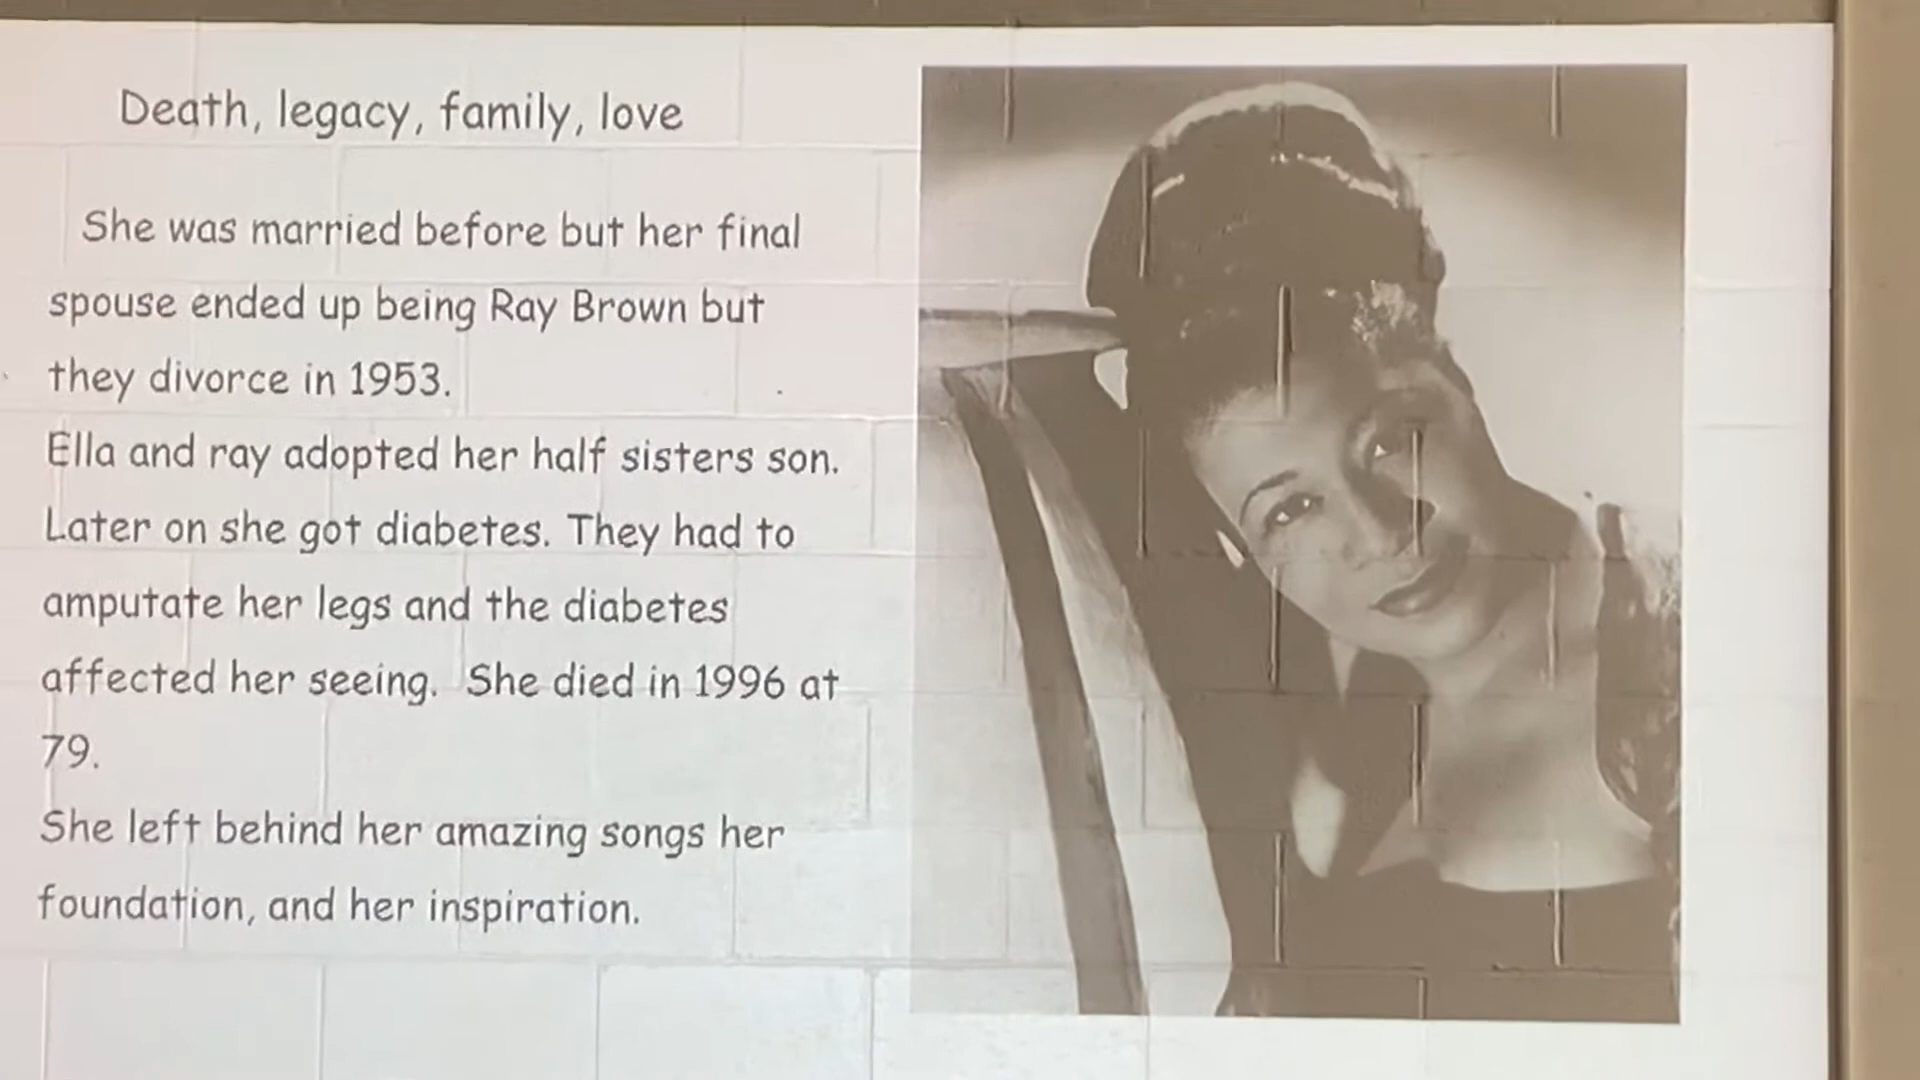 Death, legacy, family, love
She was married before but her final
spouse ended up being Ray Brown but
they divorce in 1953.
Ella and ray adopted her half sisters son.
Later on she got diabetes. They had to
amputate her legs and the diabetes
affected her seeing. She died in 1996 at
79.
She left behind her amazing songs her
foundation, and her inspiration.